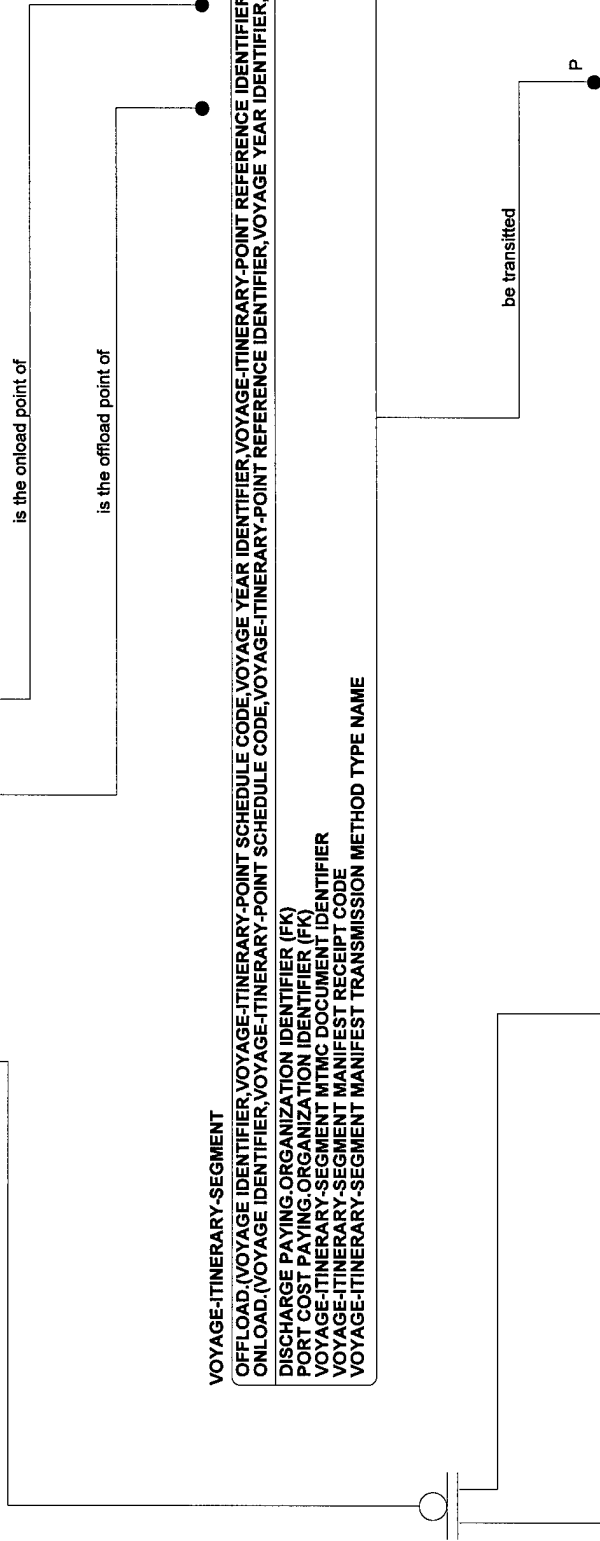 is the onload point of
is the offload point of
VOYAGE-ITINERARY-SEGMENT
OFFLOAD.(VOYAGE IDENTIFIER,VOYAGE-ITINERARY-POINT SCHEDULE CODE,VOYAGE YEAR IDENTIFIER,VOYAGE-ITINERARY-POINT REFERENCE IDENTIFIER
ONLOAD.(VOYAGE IDENTIFIER,VOYAGE-ITINERARY-POINT SCHEDULE CODE,VOYAGE-ITINERARY-POINT REFERENCE IDENTIFIER,VOYAGE YEAR IDENTIFIER,
DISCHARGE PAYING.ORGANIZATION IDENTIFIER (FK)
PORT COST PAYING.ORGANIZATION IDENTIFIER (FK)
VOYAGE-ITINERARY-SEGMENT MTMC DOCUMENT IDENTIFIER
VOYAGE-ITINERARY-SEGMENT MANIFEST RECEIPT CODE
VOYAGE-ITINERARY-SEGMENT MANIFEST TRANSMISSION METHOD TYPE NAME
be transitted
P